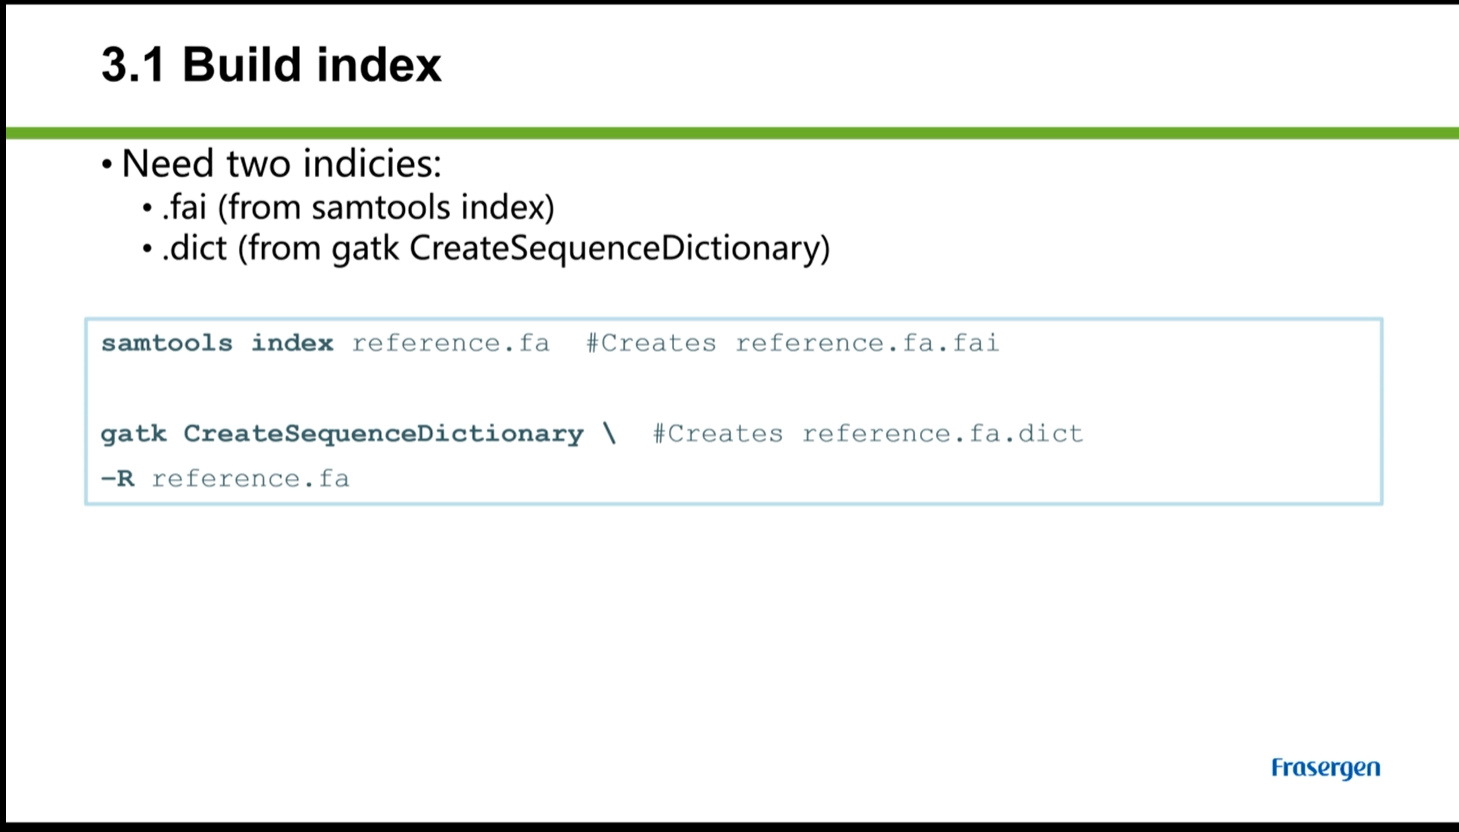 3.1 Build index
• Need two indicies:
• .fai (from samtools index)
• .dict (from gatk CreateSequenceDictionary)
samtools index reference.fa #Creates reference.fa.fai
gatk CreateSequenceDictionary \ #Creates reference.fa.dict
–R reference.fa
Frasergen